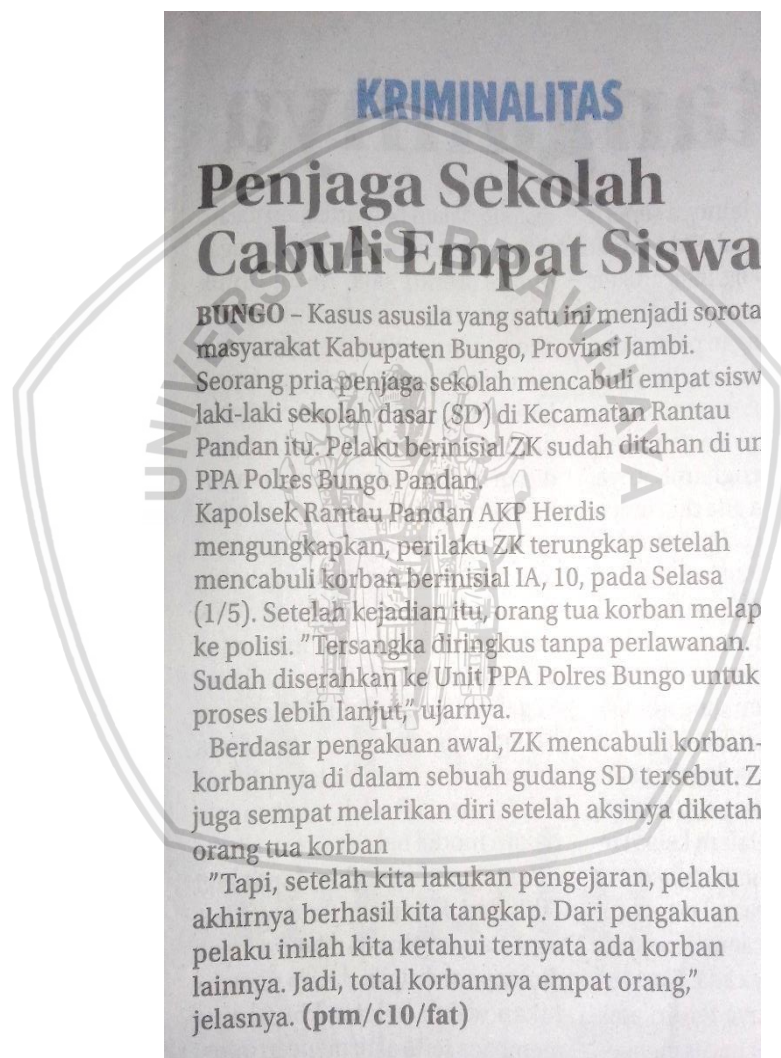 KRIMINALITAS
Penjaga Sekolah
Cabuli Empat Siswa
BUNGO – Kasus asusila yang satu ini menjadi sorota
masyarakat Kabupaten Bungo, Provinsi Jambi.
Seorang pria penjaga sekolah mencabuli empat sisw
laki-laki sekolah dasar (SD) di Kecamatan Rantau
Pandan itu. Pelaku berinisial ZK sudah ditahan di un
PPA Polres Bungo Pandan.
Kapolsek Rantau Pandan AKP Herdis
mengungkapkan, perilaku ZK terungkap setelah
mencabuli korban berinisial IA, 10, pada Selasa
(1/5). Setelah kejadian itu, orang tua korban melap
ke polisi. "Tersangka diringkus tanpa perlawanan.
Sudah diserahkan ke Unit PPA Polres Bungo untuk
proses lebih lanjut," ujarnya.
Berdasar pengakuan awal, ZK mencabuli korban-
korbannya di dalam sebuah gudang SD tersebut. Z
juga sempat melarikan diri setelah aksinya diketah
orang tua korban
"Tapi, setelah kita lakukan pengejaran, pelaku
akhirnya berhasil kita tangkap. Dari pengakuan
pelaku inilah kita ketahui ternyata ada korban
lainnya. Jadi, total korbannya empat orang,"
jelasnya. (ptm/c10/fat)
UNIVERSITAS BRAWIJAYA